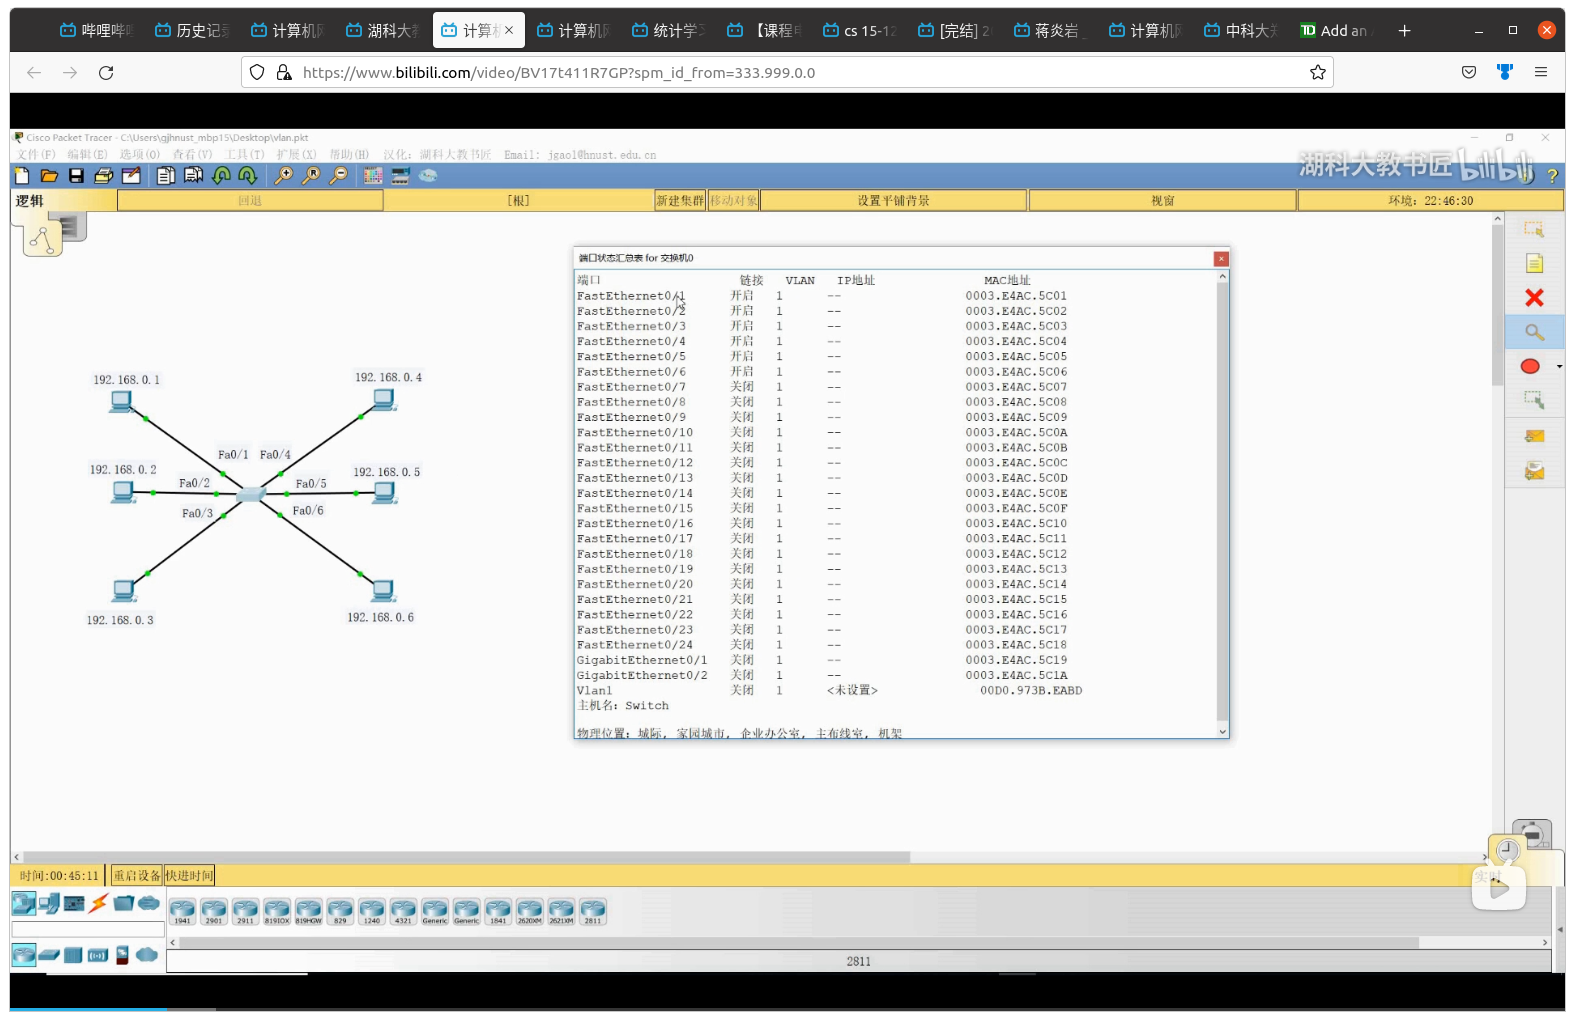 哔哩哔哩
历史记录
计算机网
湖科大教
计算机
计算机网
统计学习
【课程
cs 15-12
[完结] 2
蒋炎岩
计算机网
中科大
Add an
https://www.bilibili.com/video/BV17t411R7GP?spm_id_from=333.999.0.0
Cisco Packet Tracer - C:\Users\gjhnust_mbp15\Desktop\vlan.pkt
文件(F) 编辑(E) 选项(O) 查看(V) 工具(T) 扩展(X) 帮助(H) 汉化: 湖科大教书匠 Email: jgaol@hnust.edu.cn
湖科大教书匠 bilibili
逻辑 回退 [根] 新建集群 移动对象 设置平铺背景 视窗 环境: 22:46:30
端口状态汇总表 for 交换机0
端口 链接 VLAN IP地址 MAC地址
FastEthernet0/1 开启 1 -- 0003.E4AC.5C01
FastEthernet0/2 开启 1 -- 0003.E4AC.5C02
FastEthernet0/3 开启 1 -- 0003.E4AC.5C03
FastEthernet0/4 开启 1 -- 0003.E4AC.5C04
FastEthernet0/5 开启 1 -- 0003.E4AC.5C05
FastEthernet0/6 开启 1 -- 0003.E4AC.5C06
FastEthernet0/7 关闭 1 -- 0003.E4AC.5C07
FastEthernet0/8 关闭 1 -- 0003.E4AC.5C08
FastEthernet0/9 关闭 1 -- 0003.E4AC.5C09
FastEthernet0/10 关闭 1 -- 0003.E4AC.5C0A
FastEthernet0/11 关闭 1 -- 0003.E4AC.5C0B
FastEthernet0/12 关闭 1 -- 0003.E4AC.5C0C
FastEthernet0/13 关闭 1 -- 0003.E4AC.5C0D
FastEthernet0/14 关闭 1 -- 0003.E4AC.5C0E
FastEthernet0/15 关闭 1 -- 0003.E4AC.5C0F
FastEthernet0/16 关闭 1 -- 0003.E4AC.5C10
FastEthernet0/17 关闭 1 -- 0003.E4AC.5C11
FastEthernet0/18 关闭 1 -- 0003.E4AC.5C12
FastEthernet0/19 关闭 1 -- 0003.E4AC.5C13
FastEthernet0/20 关闭 1 -- 0003.E4AC.5C14
FastEthernet0/21 关闭 1 -- 0003.E4AC.5C15
FastEthernet0/22 关闭 1 -- 0003.E4AC.5C16
FastEthernet0/23 关闭 1 -- 0003.E4AC.5C17
FastEthernet0/24 关闭 1 -- 0003.E4AC.5C18
GigabitEthernet0/1 关闭 1 -- 0003.E4AC.5C19
GigabitEthernet0/2 关闭 1 -- 0003.E4AC.5C1A
Vlan1 关闭 1 <未设置> 00D0.973B.EABD
主机名: Switch
物理位置: 城际, 家园城市, 企业办公室, 主布线室, 机架
192.168.0.1
192.168.0.4
Fa0/1 Fa0/4
192.168.0.2
192.168.0.5
Fa0/2 Fa0/5
Fa0/3 Fa0/6
192.168.0.3
192.168.0.6
时间:00:45:11 重启设备 快进时间
实时
1941 2901 2911 819IOX 819HGW 829 1240 4321 Generic Generic 1841 2620XM 2621XM 2811
2811